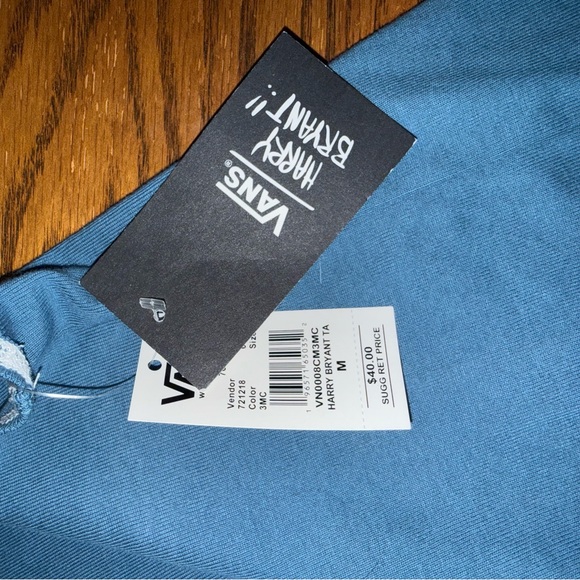 VANS®
HARRY
BRYANT!!
Vendor
721218
Color
3MC
VN0008CM3MC
HARRY BRYANT TA
M
$40.00
SUGG RET PRICE